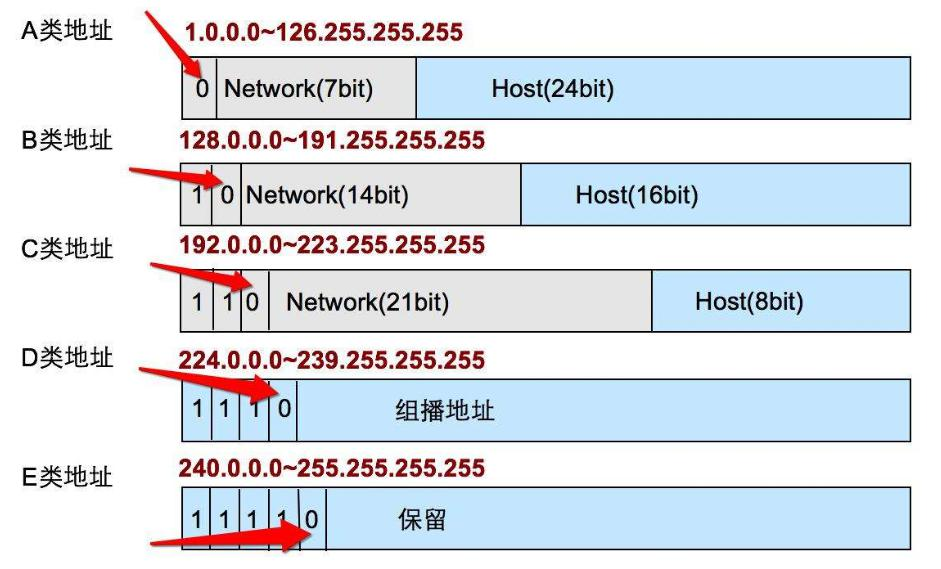 A类地址 1.0.0.0~126.255.255.255
0 Network(7bit) Host(24bit)
B类地址 128.0.0.0~191.255.255.255
1 0 Network(14bit) Host(16bit)
C类地址 192.0.0.0~223.255.255.255
1 1 0 Network(21bit) Host(8bit)
D类地址 224.0.0.0~239.255.255.255
1 1 1 0 组播地址
E类地址 240.0.0.0~255.255.255.255
1 1 1 1 0 保留